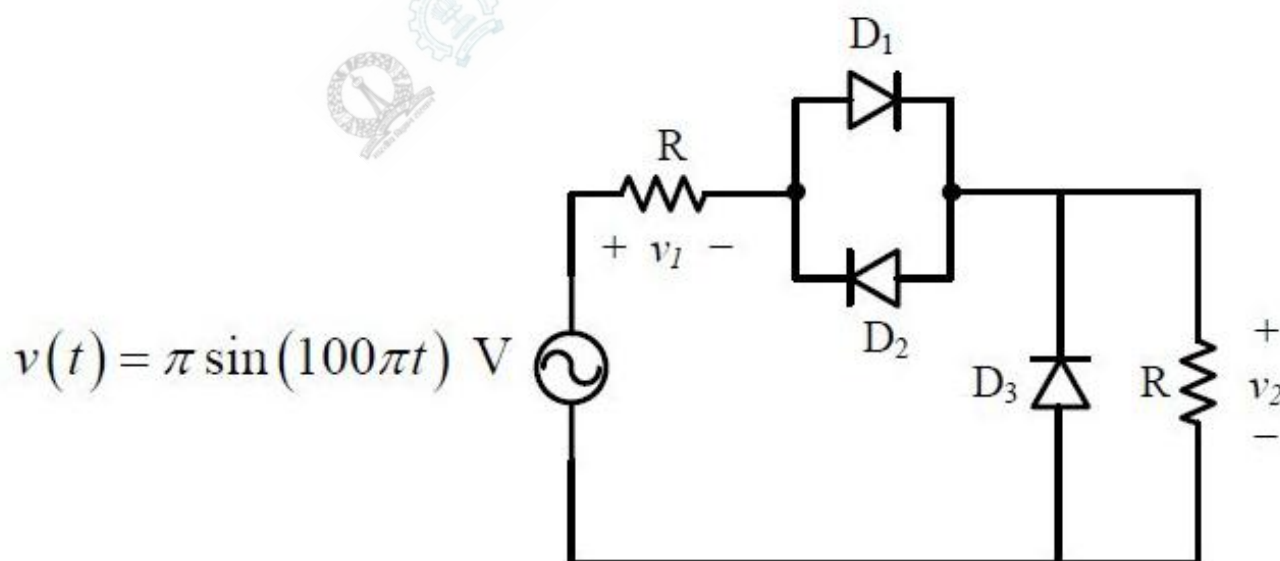 D₁
R
+ v₁ −
D₂
v(t) = π sin(100πt) V
D₃
R
+
v₂
−